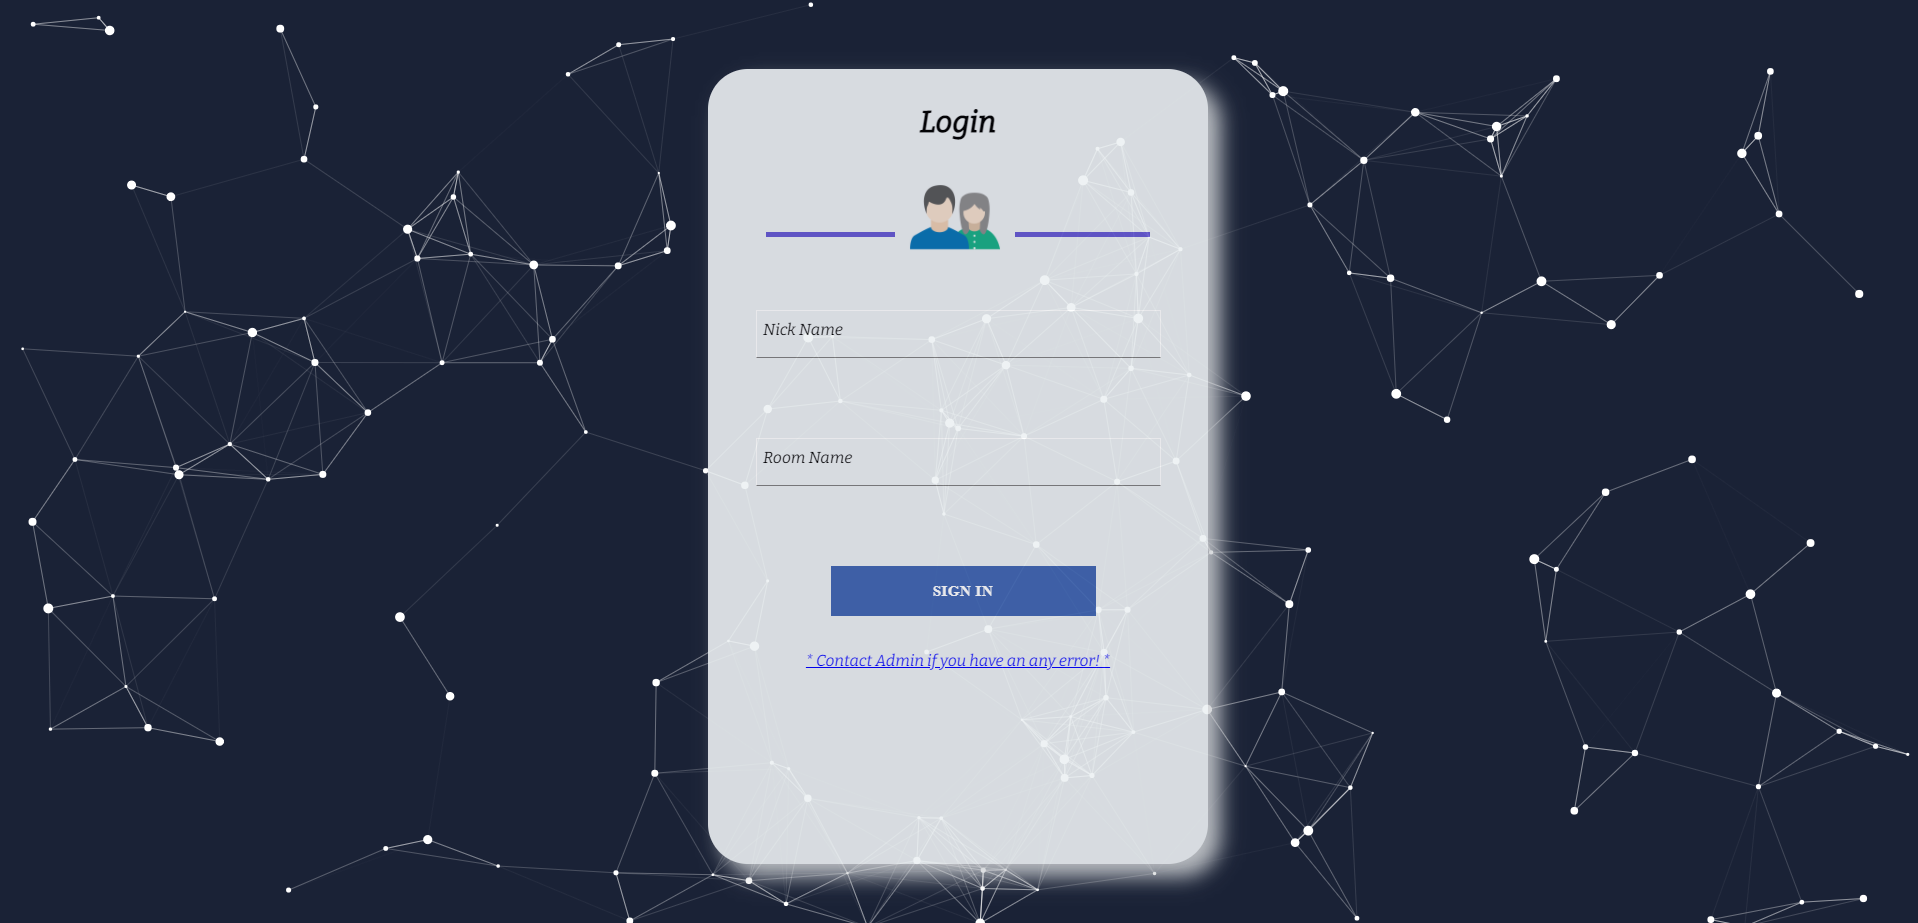 Login
Nick Name
Room Name
SIGN IN
* Contact Admin if you have an any error! *